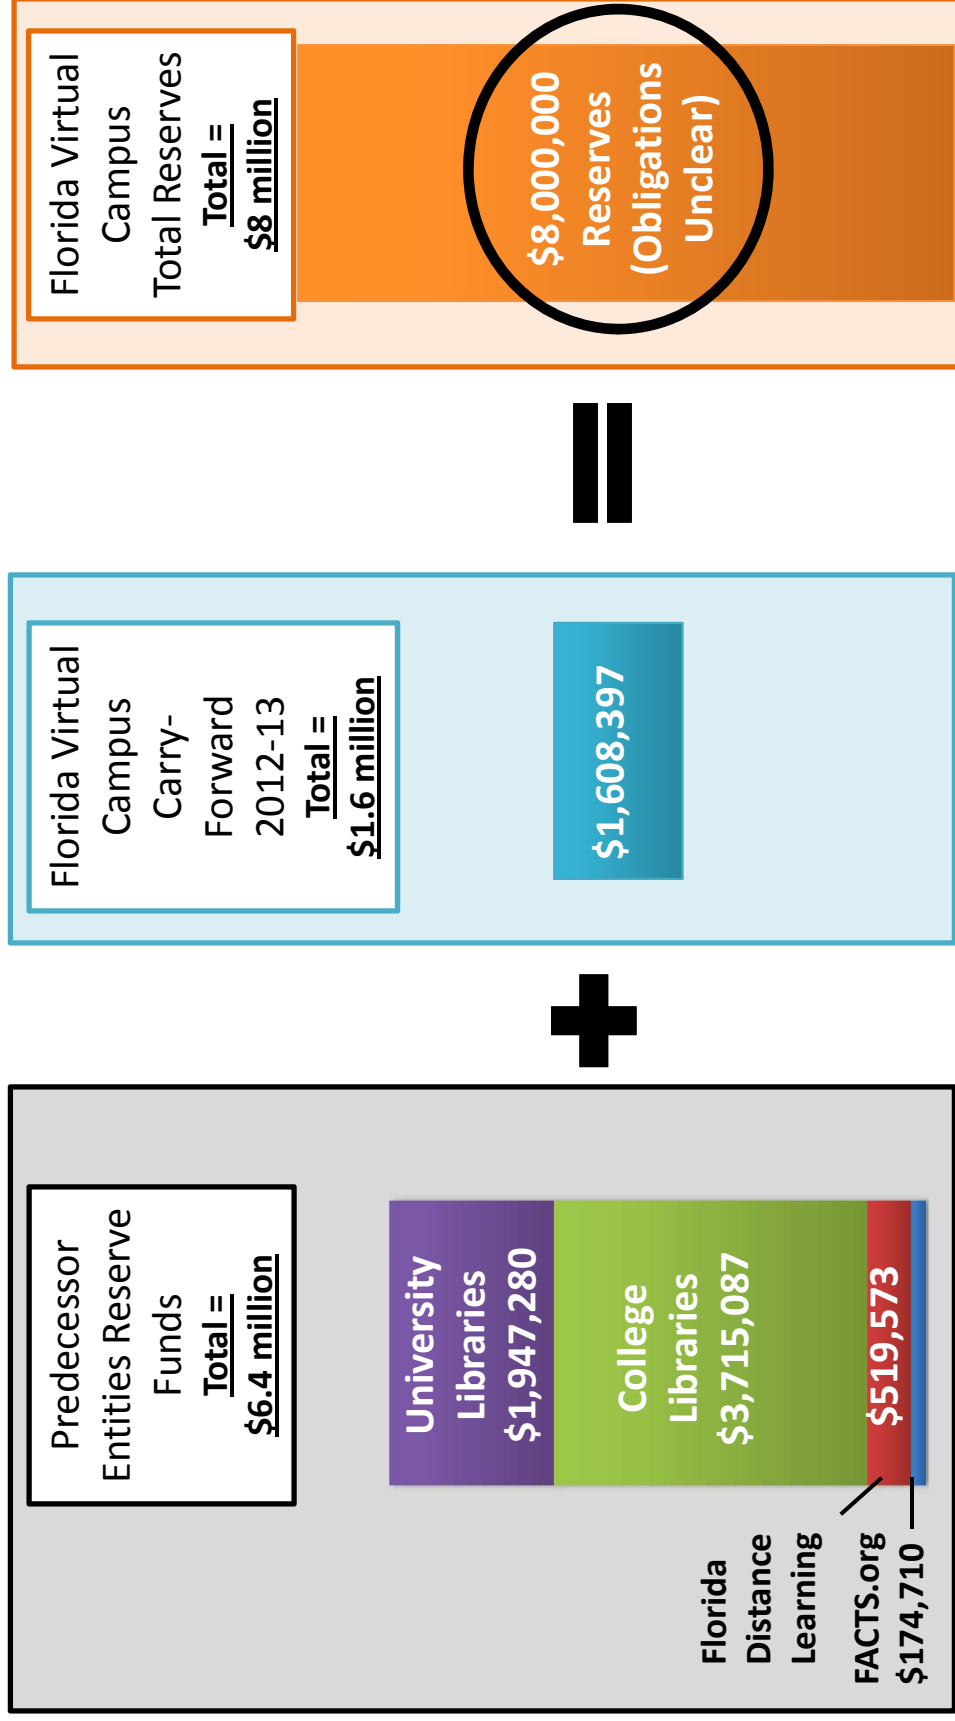 Predecessor
Entities Reserve
Funds
Total =
$6.4 million
University
Libraries
$1,947,280
College
Libraries
$3,715,087
$519,573
Florida
Distance
Learning
FACTS.org
$174,710
Florida Virtual
Campus
Carry-
Forward
2012-13
Total =
$1.6 million
$1,608,397
Florida Virtual
Campus
Total Reserves
Total =
$8 million
$8,000,000
Reserves
(Obligations
Unclear)